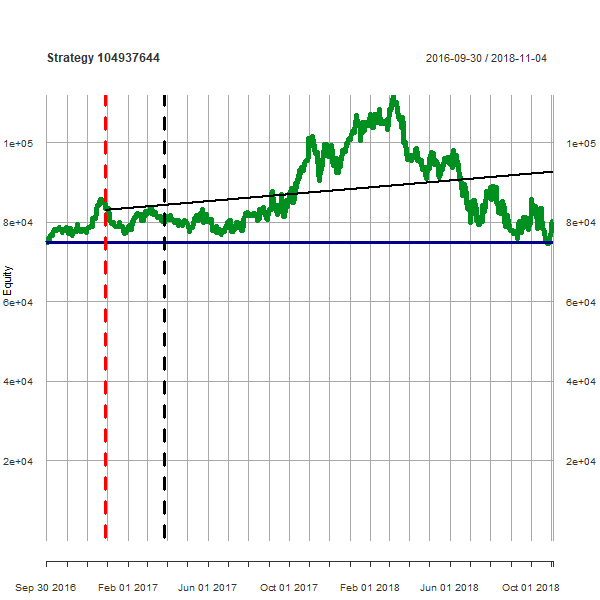 Strategy 104937644
2016-09-30 / 2018-11-04
1e+05
1e+05
8e+04
8e+04
Equity
6e+04
6e+04
4e+04
4e+04
2e+04
2e+04
Sep 30 2016
Feb 01 2017
Jun 01 2017
Oct 01 2017
Feb 01 2018
Jun 01 2018
Oct 01 2018